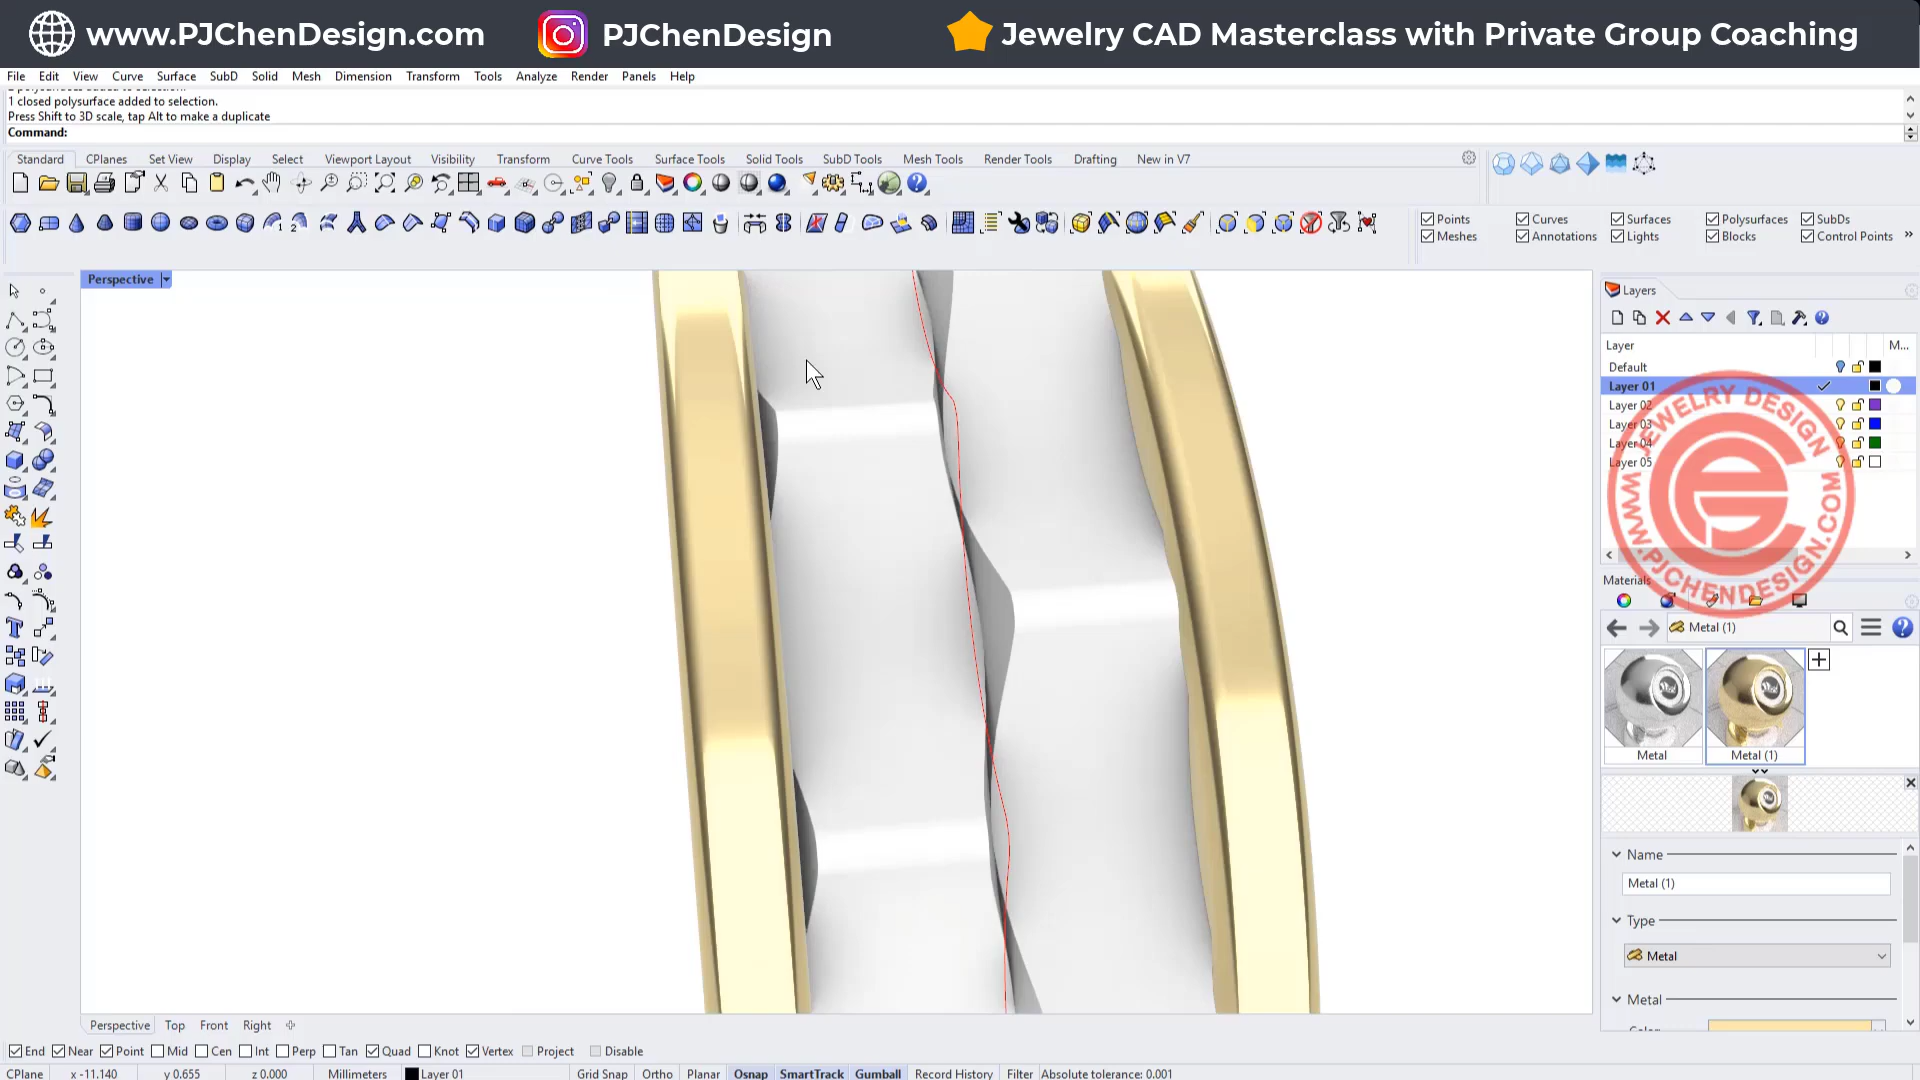 www.PJChenDesign.com PJChenDesign Jewelry CAD Masterclass with Private Group Coaching
File Edit View Curve Surface SubD Solid Mesh Dimension Transform Tools Analyze Render Panels Help
1 closed polysurface added to selection.
Press Shift to 3D scale, tap Alt to make a duplicate
Command:
Standard CPlanes Set View Display Select Viewport Layout Visibility Transform Curve Tools Surface Tools Solid Tools SubD Tools Mesh Tools Render Tools Drafting New in V7
Points Curves Surfaces Polysurfaces SubDs
Meshes Annotations Lights Blocks Control Points »
Perspective
Layers
Layer M...
Default
Layer 01
Layer 02
Layer 03
Layer 04
Layer 05
JEWELRY DESIGN
WWW.PJCHENDESIGN.COM
Materials
Metal (1)
Metal Metal (1)
Name
Metal (1)
Type
Metal
Metal
Perspective Top Front Right
End Near Point Mid Cen Int Perp Tan Quad Knot Vertex Project Disable
CPlane x -11.140 y 0.655 z 0.000 Millimeters Layer 01 Grid Snap Ortho Planar Osnap SmartTrack Gumball Record History Filter Absolute tolerance: 0.001